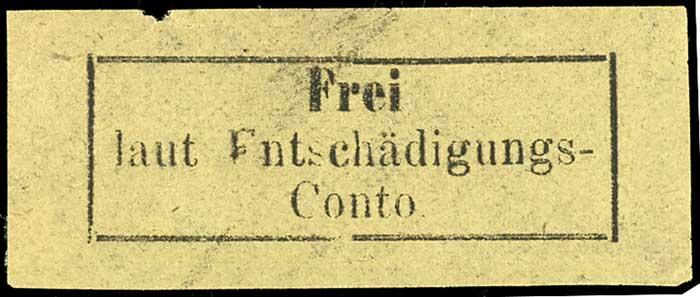 Frei
laut Entschädigungs-
Conto